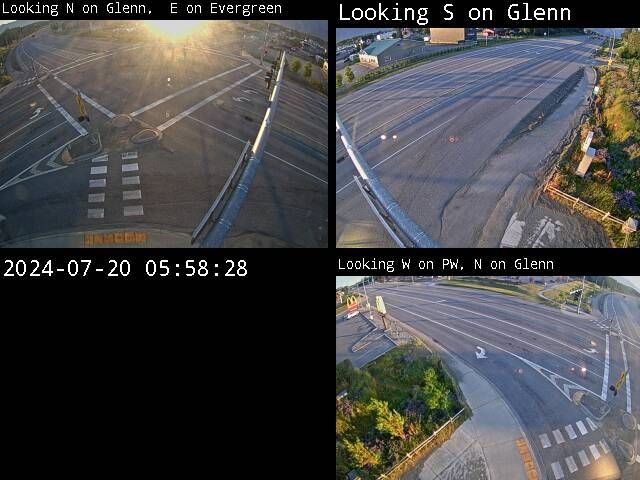 Looking N on Glenn,  E on Evergreen
Looking S on Glenn
2024-07-20 05:58:28
Looking W on PW, N on Glenn